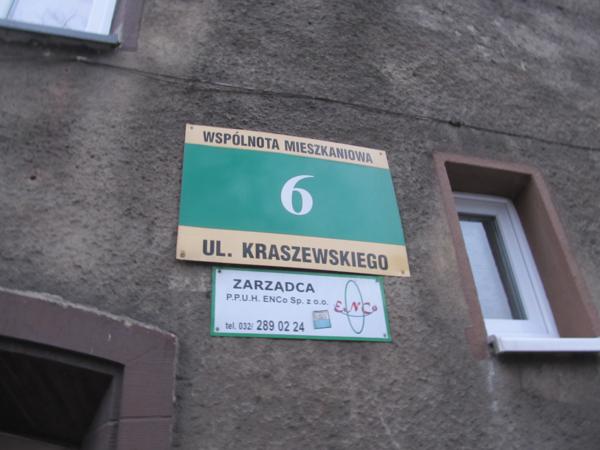 WSPÓLNOTA MIESZKANIOWA
6
UL. KRASZEWSKIEGO
ZARZĄDCA
P.P.U.H. ENCo Sp. z o.o.
ENCo
tel. 032/ 289 02 24